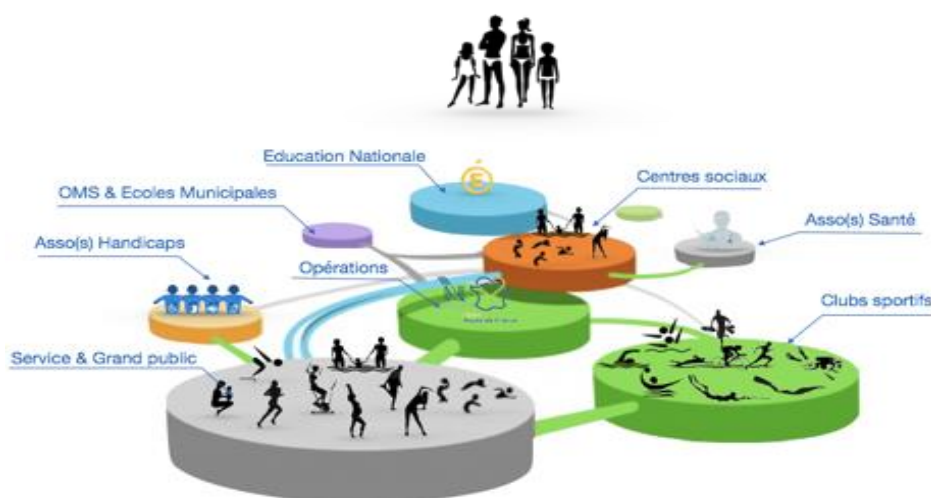 Education Nationale
Centres sociaux
OMS & Ecoles Municipales
Asso(s) Santé
Asso(s) Handicaps
Opérations
Clubs sportifs
Service & Grand public